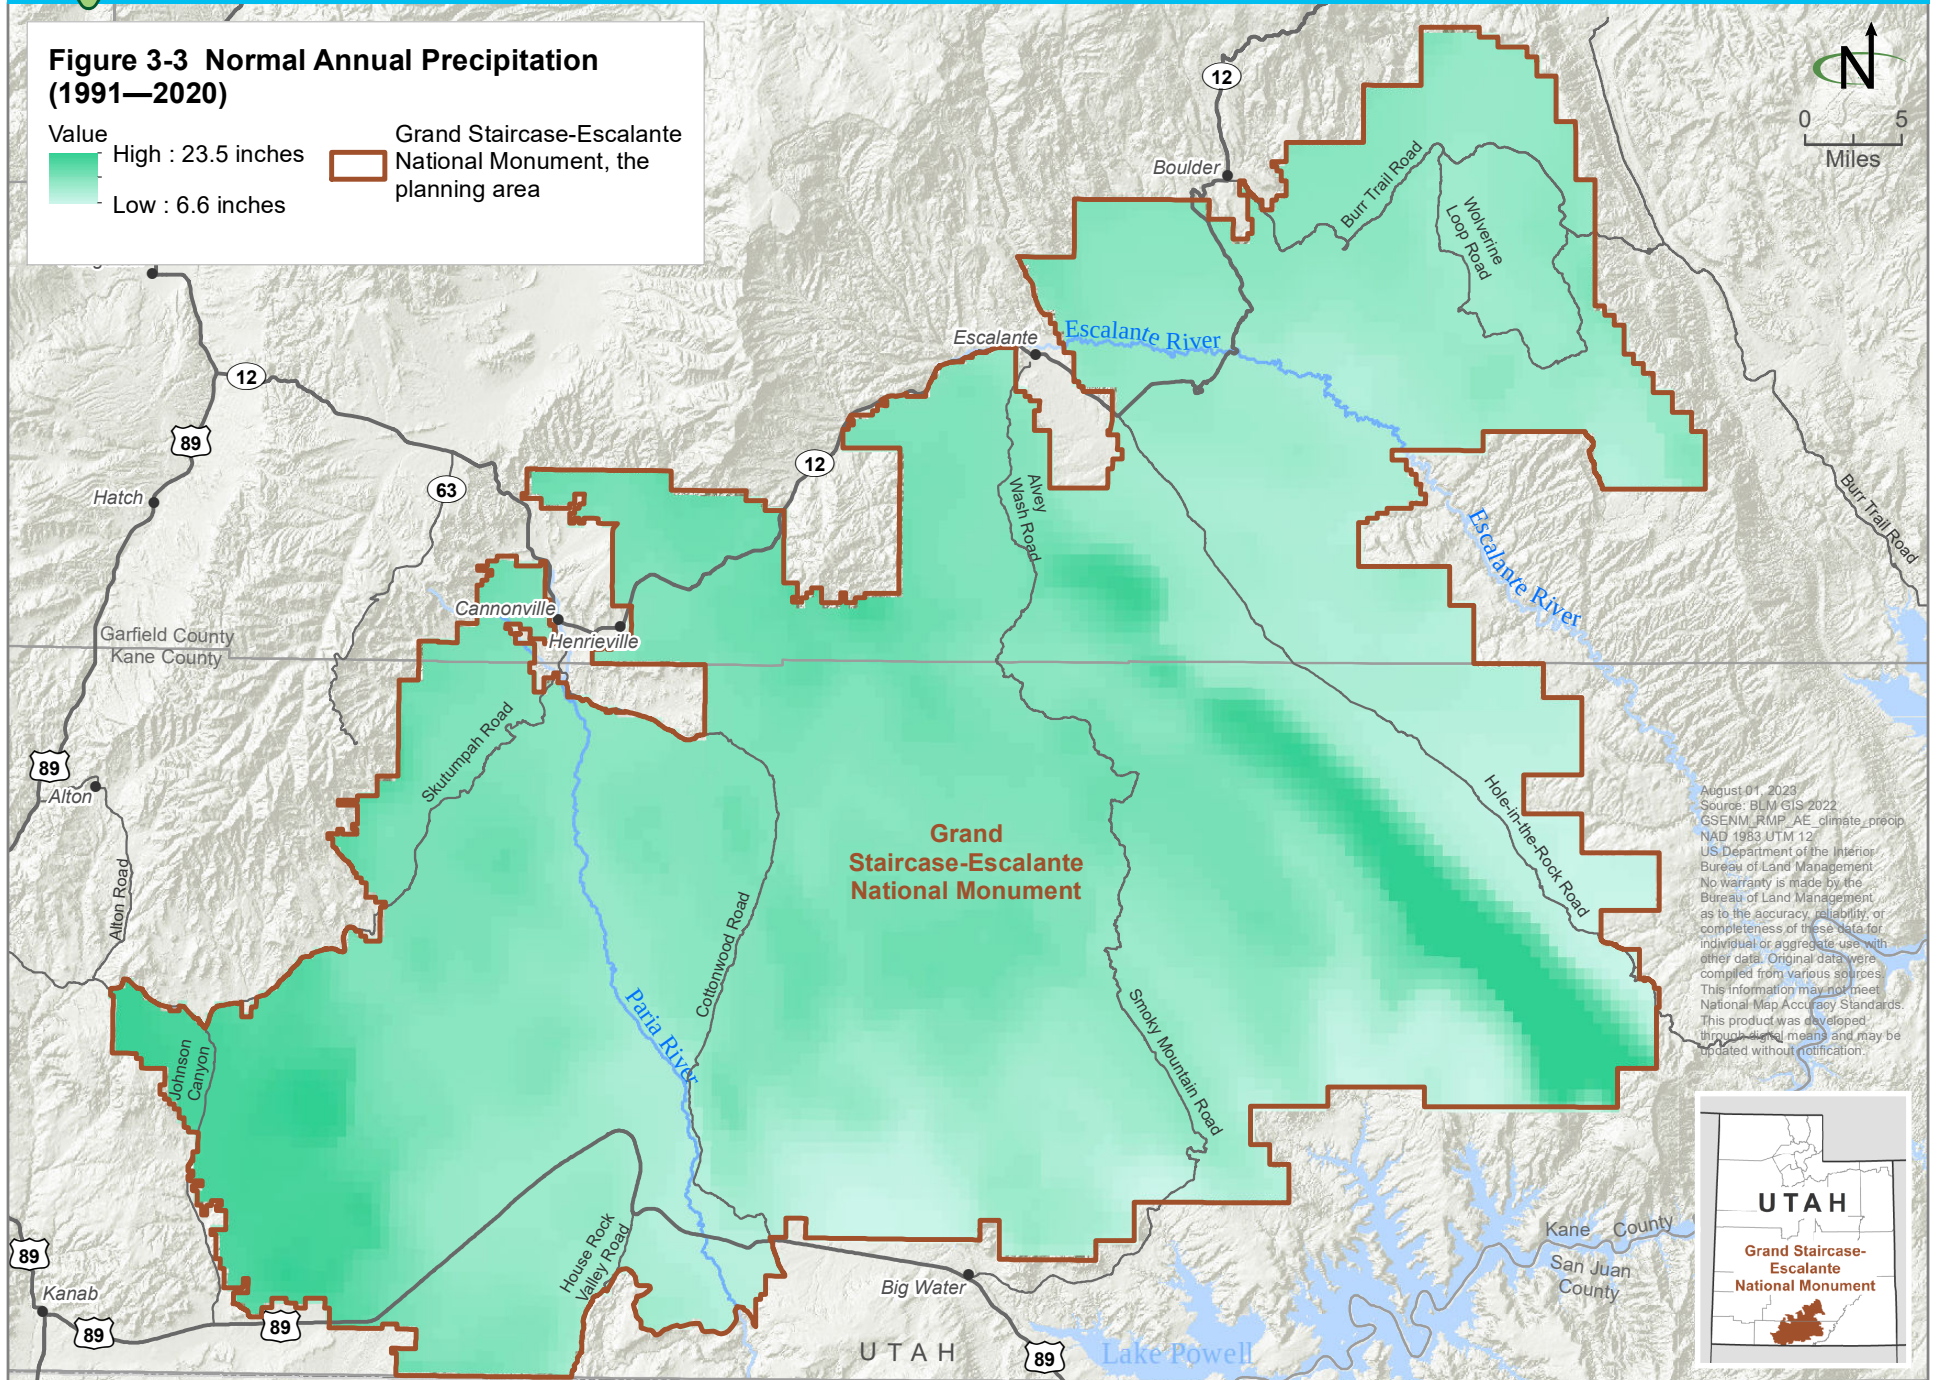 Figure 3-3 Normal Annual Precipitation
(1991—2020)
Value
High : 23.5 inches
Low : 6.6 inches
Grand Staircase-Escalante
National Monument, the
planning area
N
0 5
Miles
12
Boulder
Burr Trail Road
Wolverine
Loop Road
Escalante
Escalante River
12
89
63
12
Hatch
Alvey
Wash Road
Burr Trail Road
Escalante River
Cannonville
Henrieville
Garfield County
Kane County
Skutumpah Road
89
Alton
Alton Road
Hole-in-the-Rock Road
Grand
Staircase-Escalante
National Monument
Cottonwood Road
Paria River
Smoky Mountain Road
Johnson
Canyon
August 01, 2023
Source: BLM GIS 2022
GSENM_RMP_AE_climate_precip
NAD 1983 UTM 12
US Department of the Interior
Bureau of Land Management
No warranty is made by the
Bureau of Land Management
as to the accuracy, reliability, or
completeness of these data for
individual or aggregate use with
other data. Original data were
compiled from various sources.
This information may not meet
National Map Accuracy Standards.
This product was developed
through digital means and may be
updated without notification.
House Rock
Valley Road
89
Kanab
89
89
Big Water
89
UTAH
Lake Powell
Kane County
San Juan
County
UTAH
Grand Staircase-
Escalante
National Monument